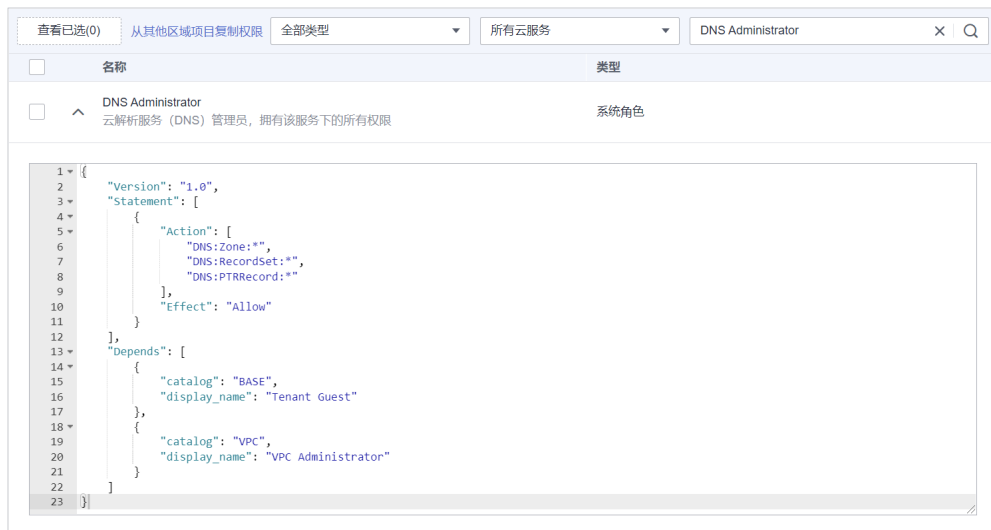 查看已选(0) 从其他区域项目复制权限 全部类型 所有云服务 DNS Administrator
名称 类型
DNS Administrator
云解析服务（DNS）管理员，拥有该服务下的所有权限 系统角色
1 {
2 "Version": "1.0",
3 "Statement": [
4 {
5 "Action": [
6 "DNS:Zone:*",
7 "DNS:RecordSet:*",
8 "DNS:PTRRecord:*"
9 ],
10 "Effect": "Allow"
11 }
12 ],
13 "Depends": [
14 {
15 "catalog": "BASE",
16 "display_name": "Tenant Guest"
17 },
18 {
19 "catalog": "VPC",
20 "display_name": "VPC Administrator"
21 }
22 ]
23 }